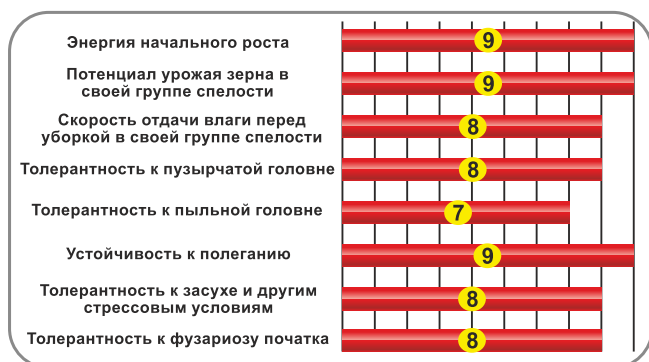 Энергия начального роста
9
Потенциал урожая зерна в
своей группе спелости
9
Скорость отдачи влаги перед
уборкой в своей группе спелости
8
Толерантность к пузырчатой головне
8
Толерантность к пыльной головне
7
Устойчивость к полеганию
9
Толерантность к засухе и другим
стрессовым условиям
8
Толерантность к фузариозу початка
8